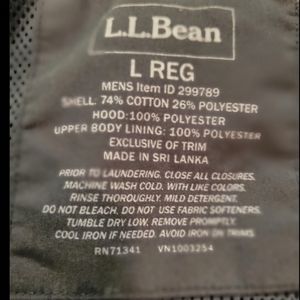 L.L.Bean
L REG
MENS Item ID 299789
SHELL: 74% COTTON 26% POLYESTER
HOOD: 100% POLYESTER
UPPER BODY LINING: 100% POLYESTER
EXCLUSIVE OF TRIM
MADE IN SRI LANKA
PRIOR TO LAUNDERING, CLOSE ALL CLOSURES.
MACHINE WASH COLD. WITH LIKE COLORS.
RINSE THOROUGHLY. MILD DETERGENT.
DO NOT BLEACH. DO NOT USE FABRIC SOFTENERS.
TUMBLE DRY LOW. REMOVE PROMPTLY.
COOL IRON IF NEEDED. AVOID IRON ON TRIMS.
RN71341 VN1003254